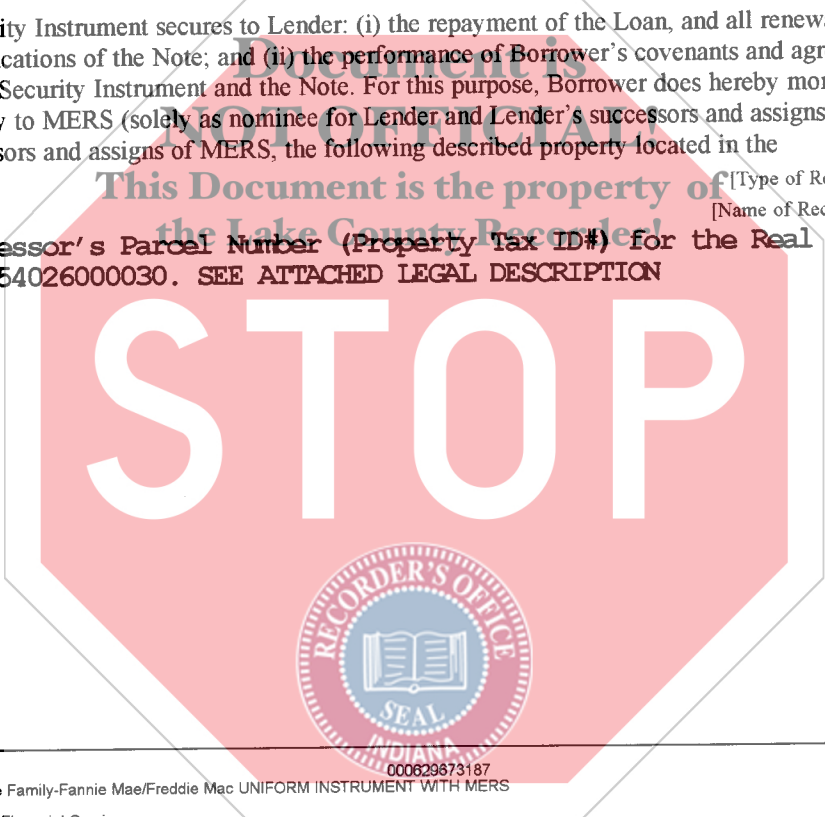 ity Instrument secures to Lender: (i) the repayment of the Loan, and all renew
cations of the Note; and (ii) the performance of Borrower's covenants and agr
Document is
Security Instrument and the Note. For this purpose, Borrower does hereby mor
NOT OFFICIAL!
y to MERS (solely as nominee for Lender and Lender's successors and assigns
sors and assigns of MERS, the following described property located in the
This Document is the property of
[Type of Re
[Name of Rec
the Lake County Recorder!
essor's Parcel Number (Property Tax ID#) for the Real
54026000030. SEE ATTACHED LEGAL DESCRIPTION
STOP
RECORDER'S OFFICE
SEAL
INDIANA
000629673187
Family-Fannie Mae/Freddie Mac UNIFORM INSTRUMENT WITH MERS